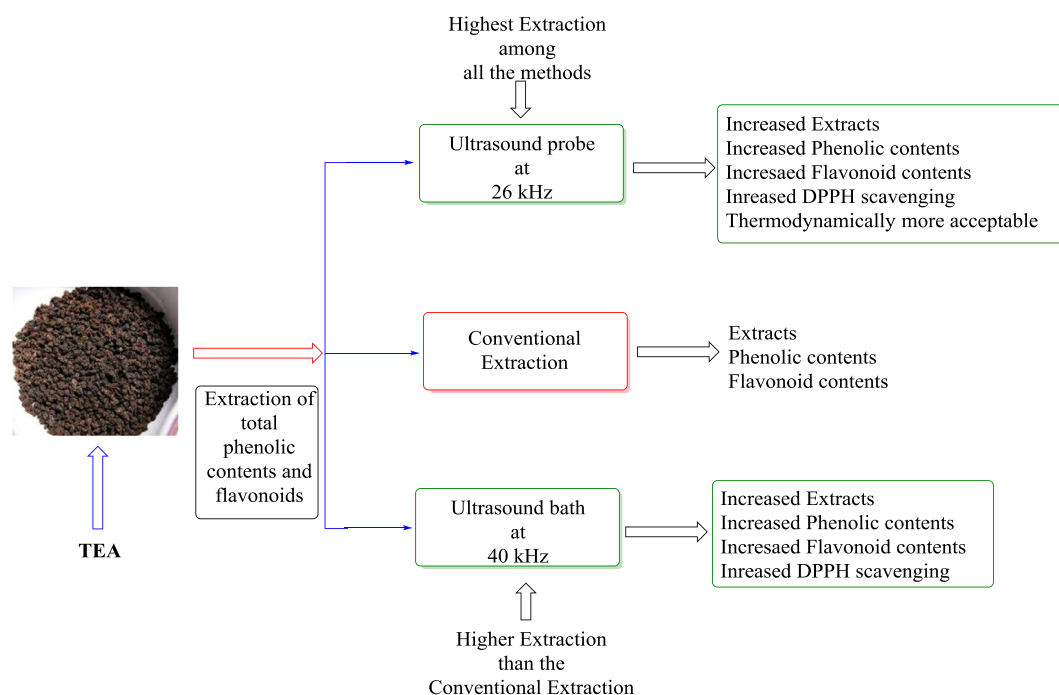 Highest Extraction
among
all the methods
Ultrasound probe
at
26 kHz
Increased Extracts
Increased Phenolic contents
Incresaed Flavonoid contents
Inreased DPPH scavenging
Thermodynamically more acceptable
Conventional
Extraction
Extracts
Phenolic contents
Flavonoid contents
Extraction of
total
phenolic
contents and
flavonoids
TEA
Ultrasound bath
at
40 kHz
Increased Extracts
Increased Phenolic contents
Incresaed Flavonoid contents
Inreased DPPH scavenging
Higher Extraction
than the
Conventional Extraction